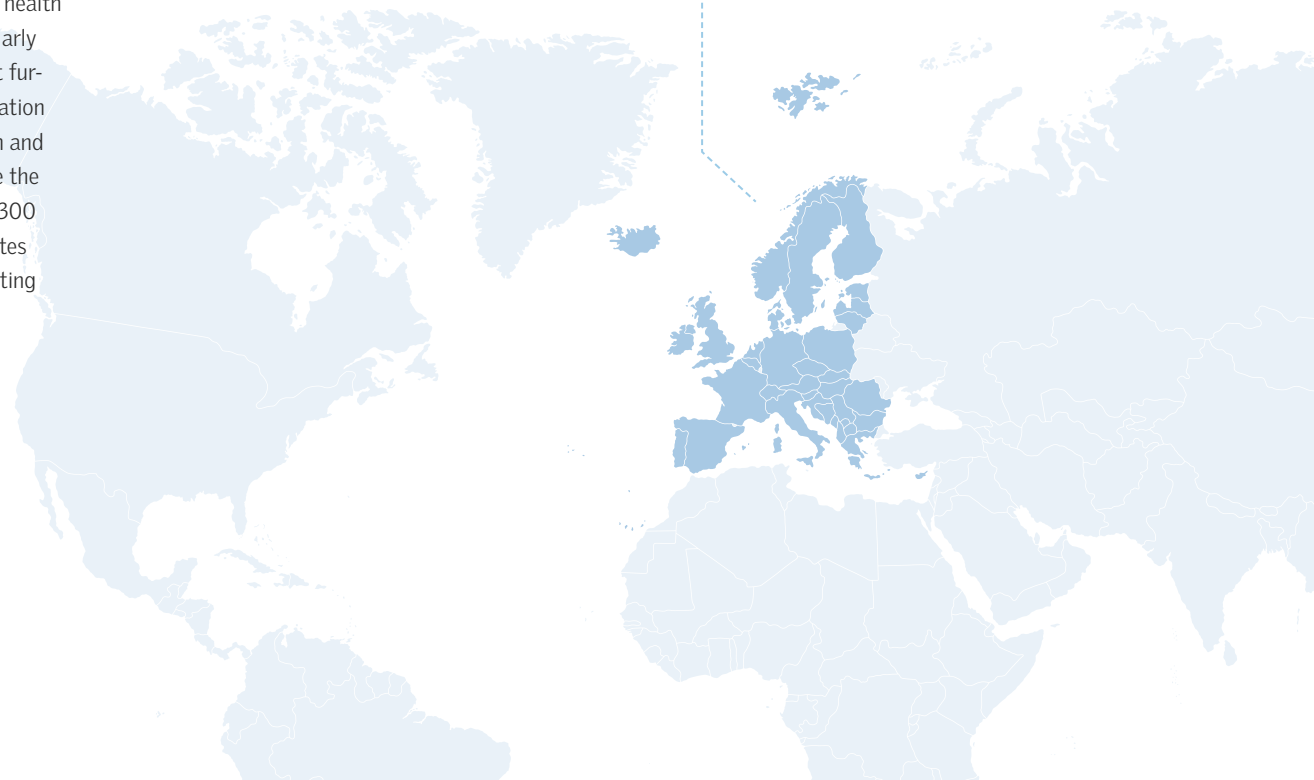 health
arly
t fur-
ation
n and
e the
300
tes
ting